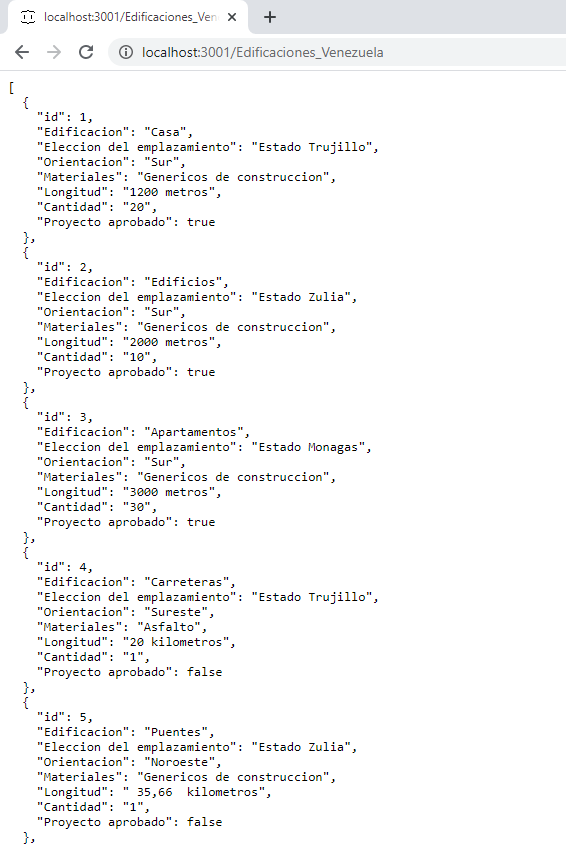 localhost:3001/Edificaciones_Ven
localhost:3001/Edificaciones_Venezuela
[
  {
    "id": 1,
    "Edificacion": "Casa",
    "Eleccion del emplazamiento": "Estado Trujillo",
    "Orientacion": "Sur",
    "Materiales": "Genericos de construccion",
    "Longitud": "1200 metros",
    "Cantidad": "20",
    "Proyecto aprobado": true
  },
  {
    "id": 2,
    "Edificacion": "Edificios",
    "Eleccion del emplazamiento": "Estado Zulia",
    "Orientacion": "Sur",
    "Materiales": "Genericos de construccion",
    "Longitud": "2000 metros",
    "Cantidad": "10",
    "Proyecto aprobado": true
  },
  {
    "id": 3,
    "Edificacion": "Apartamentos",
    "Eleccion del emplazamiento": "Estado Monagas",
    "Orientacion": "Sur",
    "Materiales": "Genericos de construccion",
    "Longitud": "3000 metros",
    "Cantidad": "30",
    "Proyecto aprobado": true
  },
  {
    "id": 4,
    "Edificacion": "Carreteras",
    "Eleccion del emplazamiento": "Estado Trujillo",
    "Orientacion": "Sureste",
    "Materiales": "Asfalto",
    "Longitud": "20 kilometros",
    "Cantidad": "1",
    "Proyecto aprobado": false
  },
  {
    "id": 5,
    "Edificacion": "Puentes",
    "Eleccion del emplazamiento": "Estado Zulia",
    "Orientacion": "Noroeste",
    "Materiales": "Genericos de construccion",
    "Longitud": " 35,66  kilometros",
    "Cantidad": "1",
    "Proyecto aprobado": false
  },